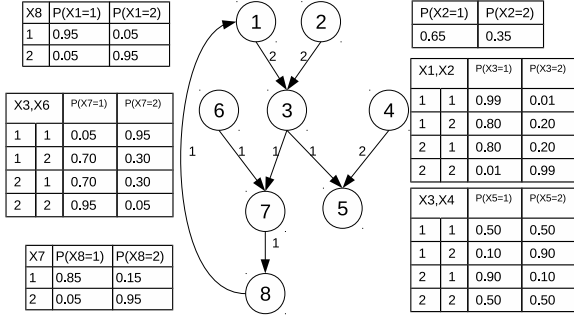 X8 P(X1=1) P(X1=2)
1 0.95 0.05
2 0.05 0.95
X3,X6 P(X7=1) P(X7=2)
1 1 0.05 0.95
1 2 0.70 0.30
2 1 0.70 0.30
2 2 0.95 0.05
X7 P(X8=1) P(X8=2)
1 0.85 0.15
2 0.05 0.95
1 2
2 2
6 3 4
1 1 1 1 2
7 5
1
8
P(X2=1) P(X2=2)
0.65 0.35
X1,X2 P(X3=1) P(X3=2)
1 1 0.99 0.01
1 2 0.80 0.20
2 1 0.80 0.20
2 2 0.01 0.99
X3,X4 P(X5=1) P(X5=2)
1 1 0.50 0.50
1 2 0.10 0.90
2 1 0.90 0.10
2 2 0.50 0.50